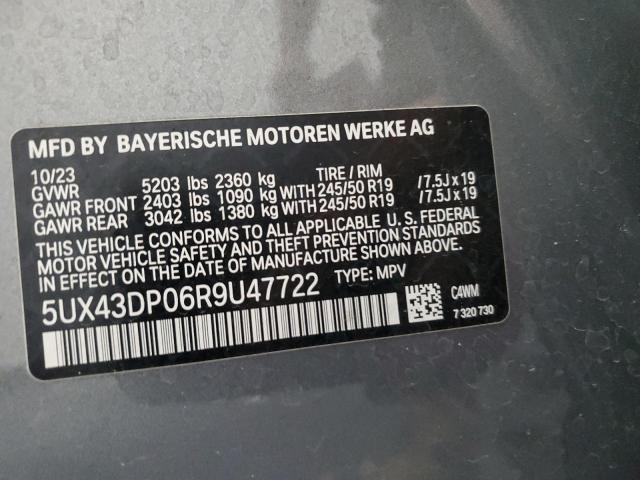 MFD BY BAYERISCHE MOTOREN WERKE AG
10/23 TIRE / RIM
GVWR 5203 lbs 2360 kg
GAWR FRONT 2403 lbs 1090 kg WITH 245/50 R19 / 7.5J x 19
GAWR REAR 3042 lbs 1380 kg WITH 245/50 R19 / 7.5J x 19
THIS VEHICLE CONFORMS TO ALL APPLICABLE U. S. FEDERAL
MOTOR VEHICLE SAFETY AND THEFT PREVENTION STANDARDS
IN EFFECT ON THE DATE OF MANUFACTURE SHOWN ABOVE.
5UX43DP06R9U47722 TYPE: MPV
C4WM
7 320 730